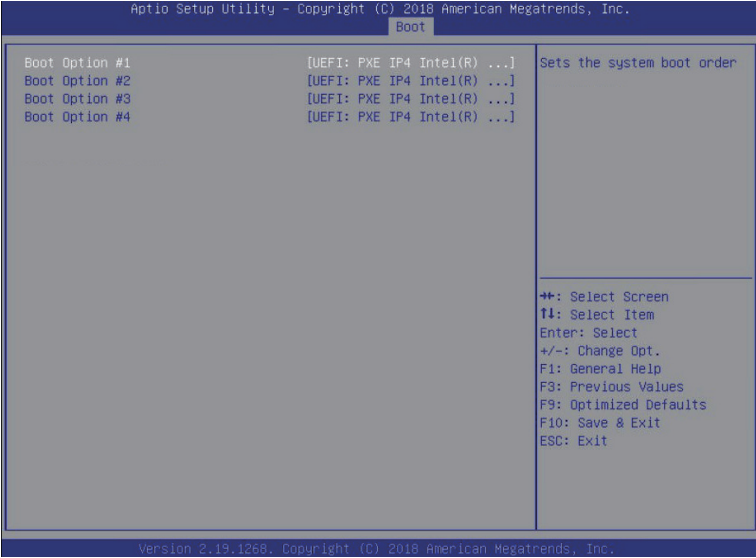 Aptio Setup Utility – Copyright (C) 2018 American Megatrends, Inc.
Boot
Boot Option #1 [UEFI: PXE IP4 Intel(R) ...]
Boot Option #2 [UEFI: PXE IP4 Intel(R) ...]
Boot Option #3 [UEFI: PXE IP4 Intel(R) ...]
Boot Option #4 [UEFI: PXE IP4 Intel(R) ...]
Sets the system boot order
→←: Select Screen
↑↓: Select Item
Enter: Select
+/-: Change Opt.
F1: General Help
F3: Previous Values
F9: Optimized Defaults
F10: Save & Exit
ESC: Exit
Version 2.19.1268. Copyright (C) 2018 American Megatrends, Inc.